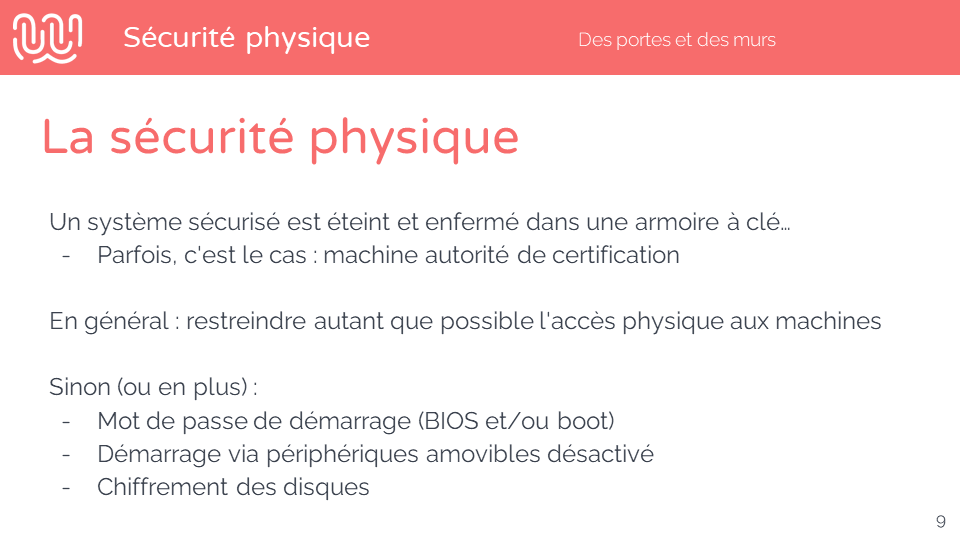 Sécurité physique
Des portes et des murs
La sécurité physique
Un système sécurisé est éteint et enfermé dans une armoire à clé…
- Parfois, c'est le cas : machine autorité de certification
En général : restreindre autant que possible l'accès physique aux machines
Sinon (ou en plus) :
- Mot de passe de démarrage (BIOS et/ou boot)
- Démarrage via périphériques amovibles désactivé
- Chiffrement des disques
9